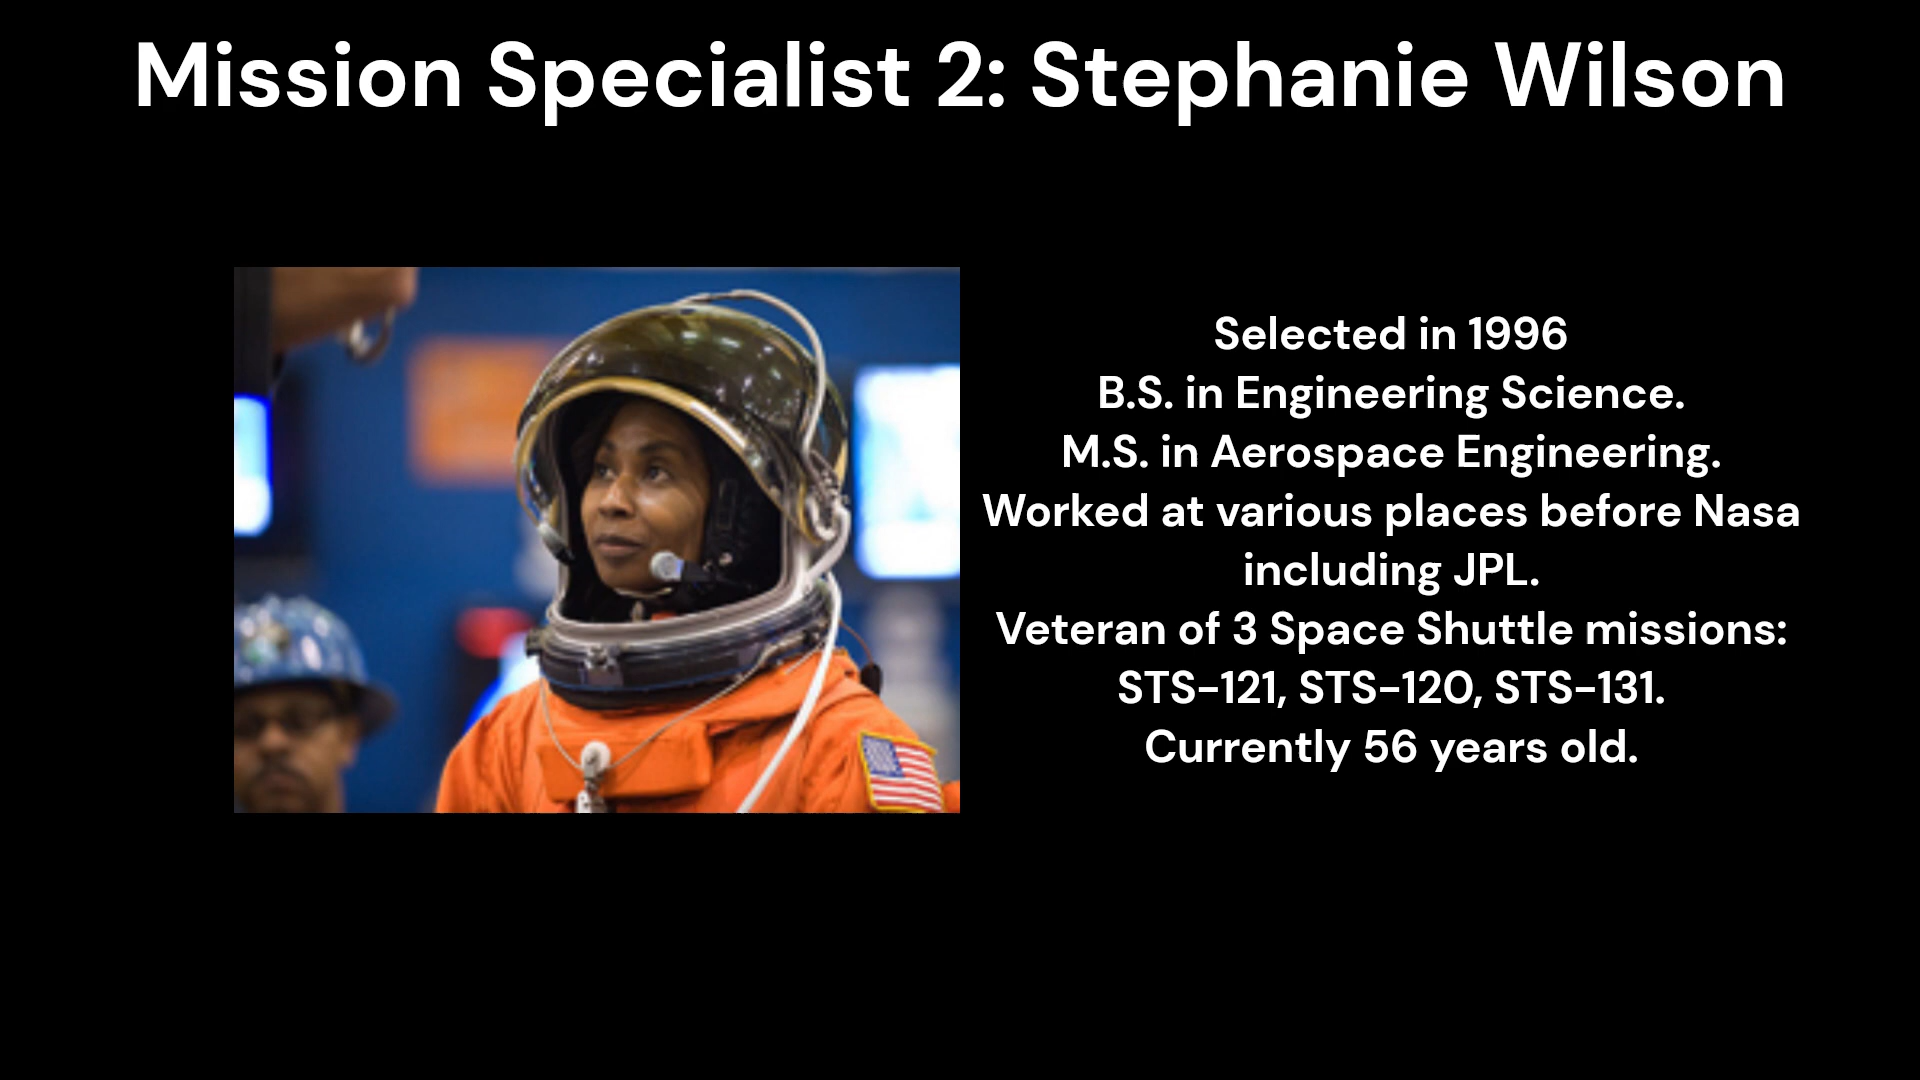 Mission Specialist 2: Stephanie Wilson
Selected in 1996
B.S. in Engineering Science.
M.S. in Aerospace Engineering.
Worked at various places before Nasa
including JPL.
Veteran of 3 Space Shuttle missions:
STS-121, STS-120, STS-131.
Currently 56 years old.